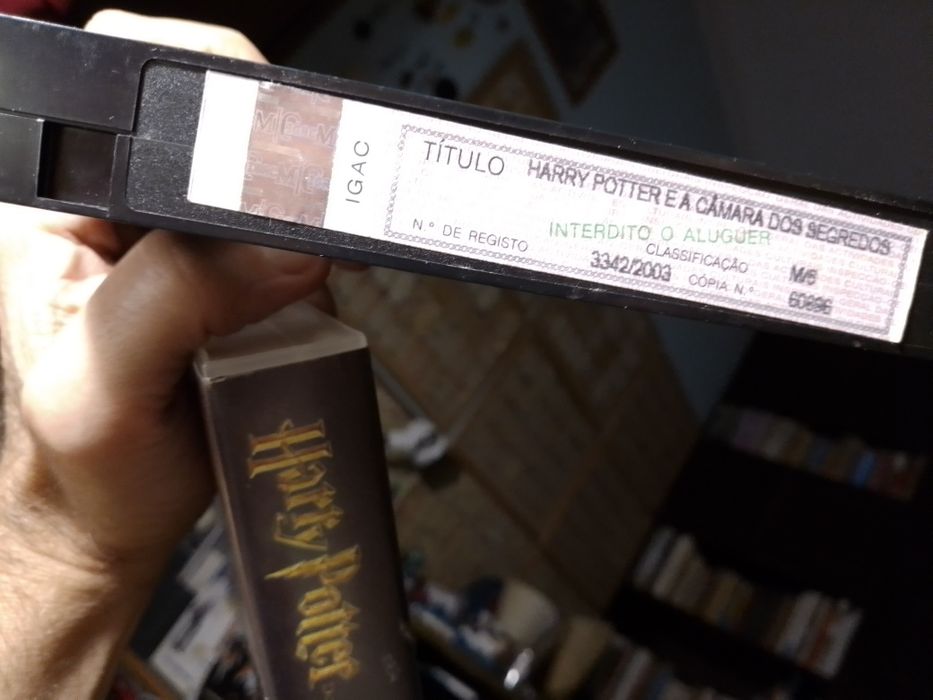 IGAC
TÍTULO HARRY POTTER E A CÂMARA DOS SEGREDOS
INTERDITO O ALUGUER
Nº DE REGISTO 3342/2003 CLASSIFICAÇÃO M/6
CÓPIA N.º 60896
Harry Potter